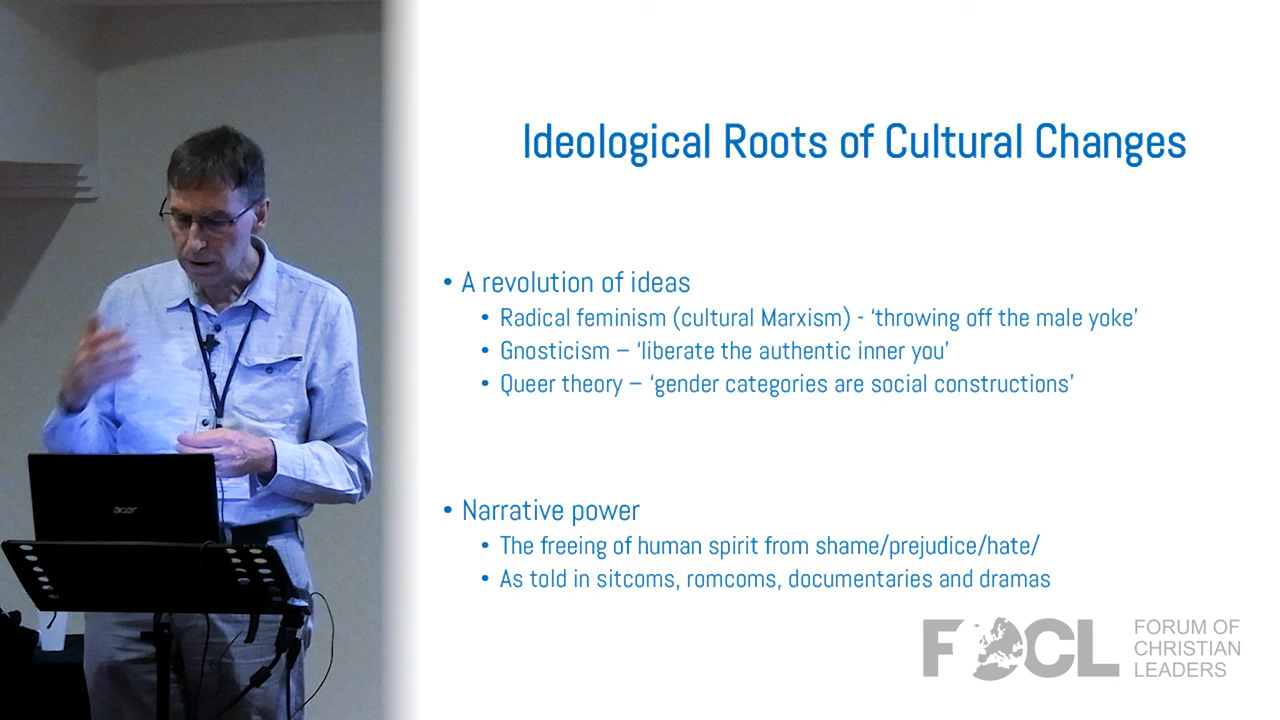 Ideological Roots of Cultural Changes
• A revolution of ideas
• Radical feminism (cultural Marxism) - ‘throwing off the male yoke’
• Gnosticism – ‘liberate the authentic inner you’
• Queer theory – ‘gender categories are social constructions’
• Narrative power
• The freeing of human spirit from shame/prejudice/hate/
• As told in sitcoms, romcoms, documentaries and dramas
acer
FOCL
FORUM OF
CHRISTIAN
LEADERS